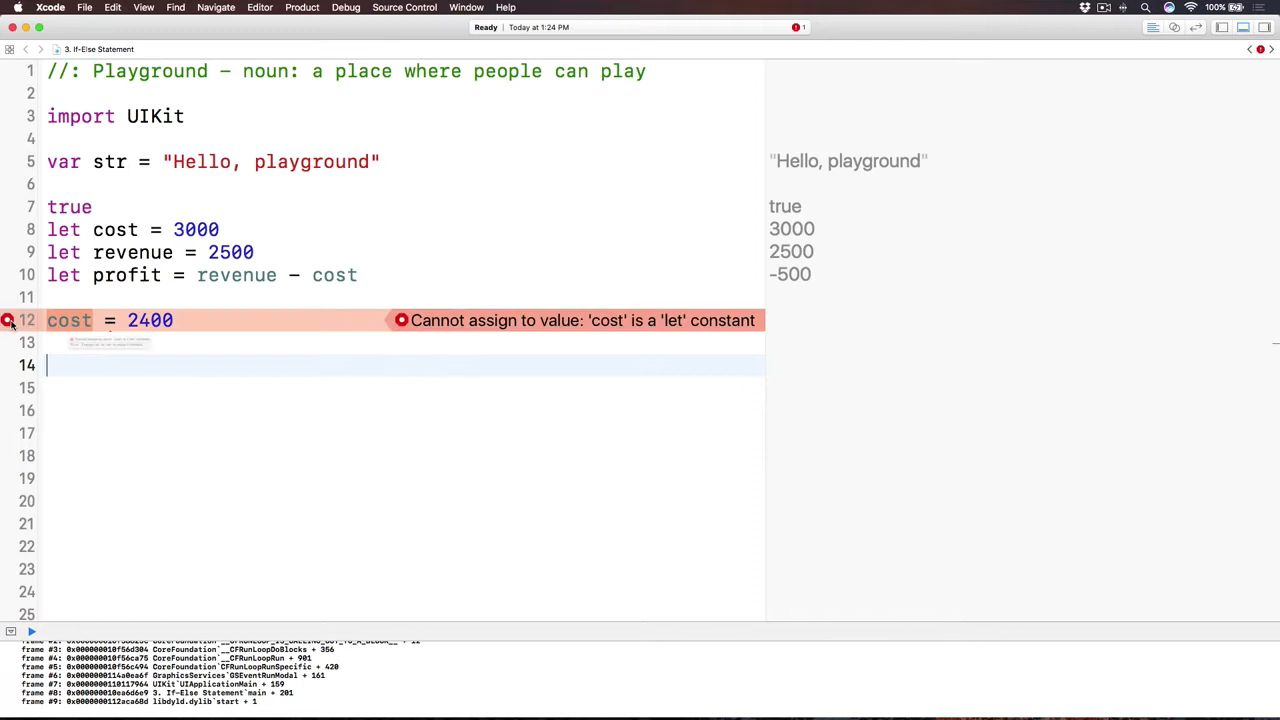 Xcode File Edit View Find Navigate Editor Product Debug Source Control Window Help 100%
Ready Today at 1:24 PM 1
3. If-Else Statement
1 //: Playground – noun: a place where people can play
2
3 import UIKit
4
5 var str = "Hello, playground" "Hello, playground"
6
7 true true
8 let cost = 3000 3000
9 let revenue = 2500 2500
10 let profit = revenue – cost -500
11
12 cost = 2400 Cannot assign to value: 'cost' is a 'let' constant
13
14
15
16
17
18
19
20
21
22
23
24
25
frame #3: 0x000000010f56d304 CoreFoundation`__CFRunLoopDoBlocks + 356
frame #4: 0x000000010f56ca75 CoreFoundation`__CFRunLoopRun + 901
frame #5: 0x000000010f56c494 CoreFoundation`CFRunLoopRunSpecific + 420
frame #6: 0x0000000114a0ea6f GraphicsServices`GSEventRunModal + 161
frame #7: 0x0000000110117964 UIKit`UIApplicationMain + 159
frame #8: 0x000000010ea6d6e9 3. If-Else Statement`main + 201
frame #9: 0x0000000112aca68d libdyld.dylib`start + 1